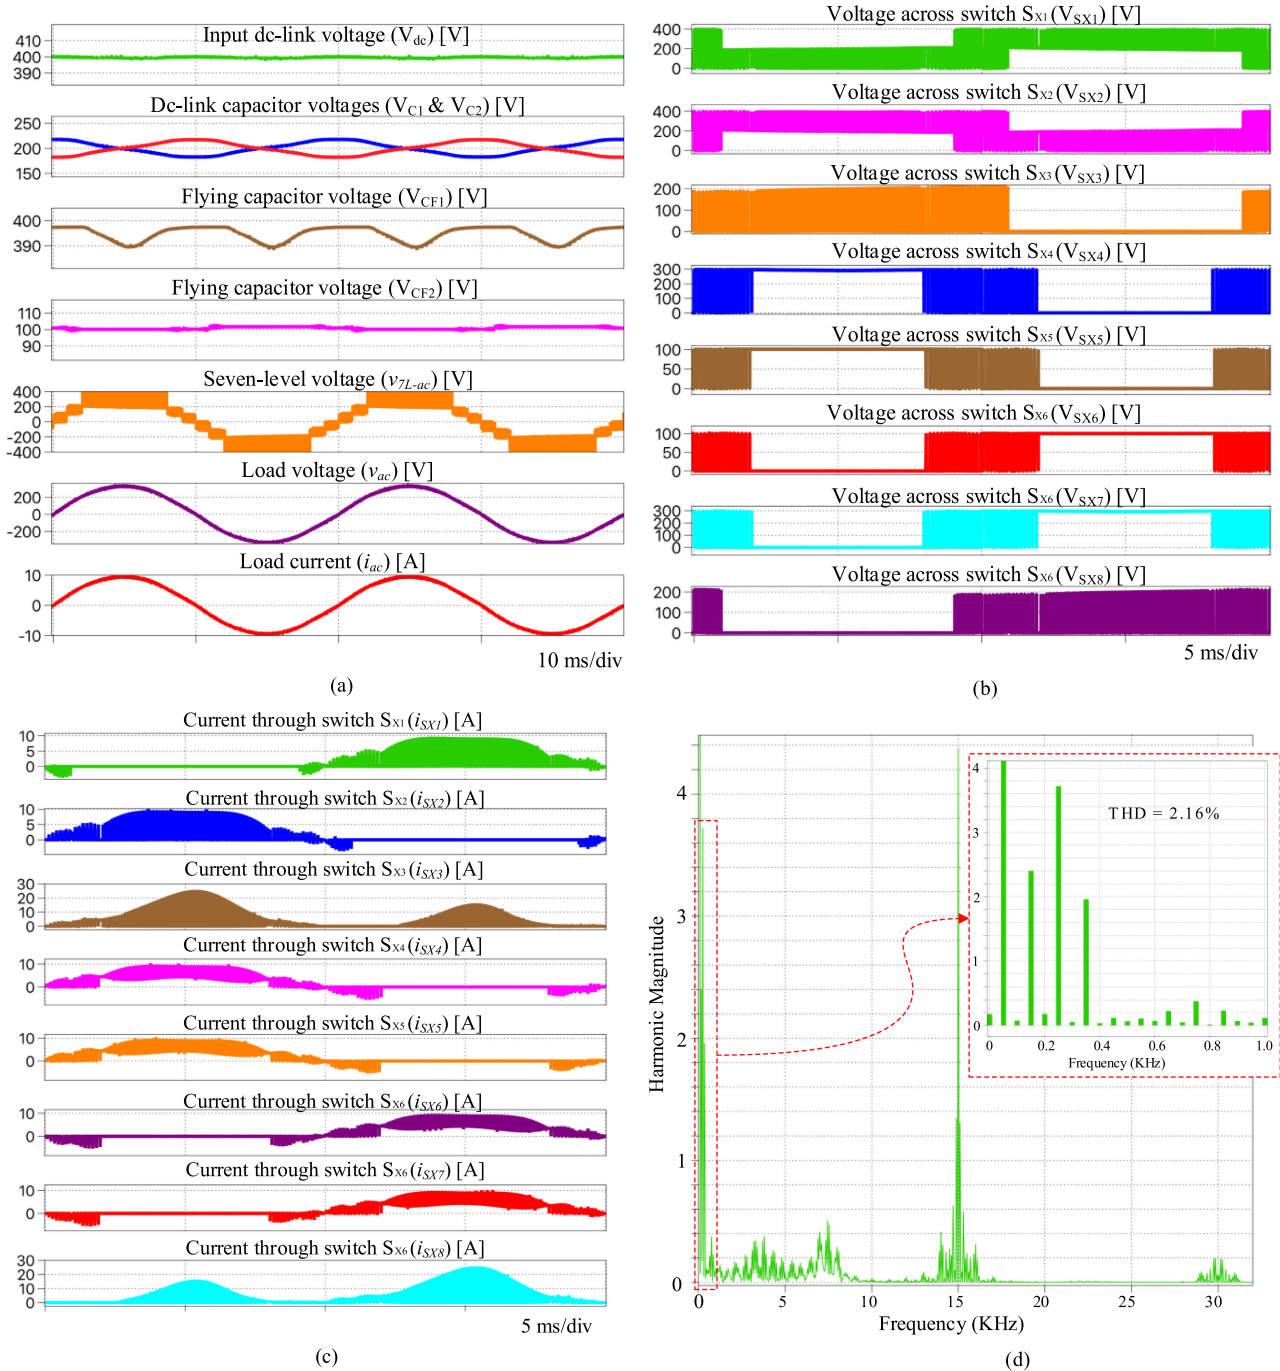 Input dc-link voltage (Vdc) [V]
410
400
390
Dc-link capacitor voltages (VC1 & VC2) [V]
250
200
150
Flying capacitor voltage (VCF1) [V]
400
390
Flying capacitor voltage (VCF2) [V]
110
100
90
Seven-level voltage (v7L-ac) [V]
400
200
0
-200
-400
Load voltage (vac) [V]
200
0
-200
Load current (iac) [A]
10
0
-10
10 ms/div
(a)
Voltage across switch SX1 (VSX1) [V]
400
200
0
Voltage across switch SX2 (VSX2) [V]
400
200
0
Voltage across switch SX3 (VSX3) [V]
200
100
0
Voltage across switch SX4 (VSX4) [V]
300
200
100
0
Voltage across switch SX5 (VSX5) [V]
100
50
0
Voltage across switch SX6 (VSX6) [V]
100
50
0
Voltage across switch SX6 (VSX7) [V]
300
200
100
0
Voltage across switch SX6 (VSX8) [V]
200
100
0
5 ms/div
(b)
Current through switch SX1 (iSX1) [A]
10
5
0
Current through switch SX2 (iSX2) [A]
10
5
0
Current through switch SX3 (iSX3) [A]
30
20
10
0
Current through switch SX4 (iSX4) [A]
10
0
Current through switch SX5 (iSX5) [A]
10
0
Current through switch SX6 (iSX6) [A]
10
0
Current through switch SX6 (iSX7) [A]
10
0
Current through switch SX6 (iSX8) [A]
30
20
10
0
5 ms/div
(c)
Harmonic Magnitude
4
3
2
1
0
0 5 10 15 20 25 30
Frequency (KHz)
THD = 2.16%
4
3
2
1
0
0 0.2 0.4 0.6 0.8 1.0
Frequency (KHz)
(d)